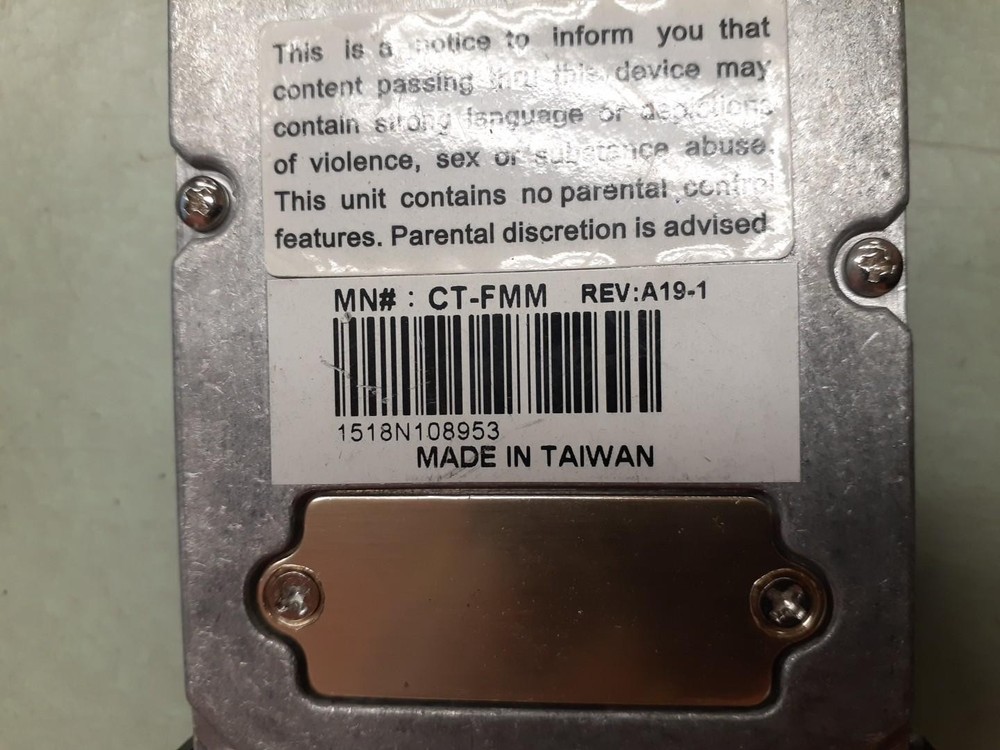 This is a notice to inform you that
content passing thru this device may
contain strong language or depictions
of violence, sex or substance abuse.
This unit contains no parental control
features. Parental discretion is advised.
MN# : CT-FMM REV:A19-1
1518N108953
MADE IN TAIWAN